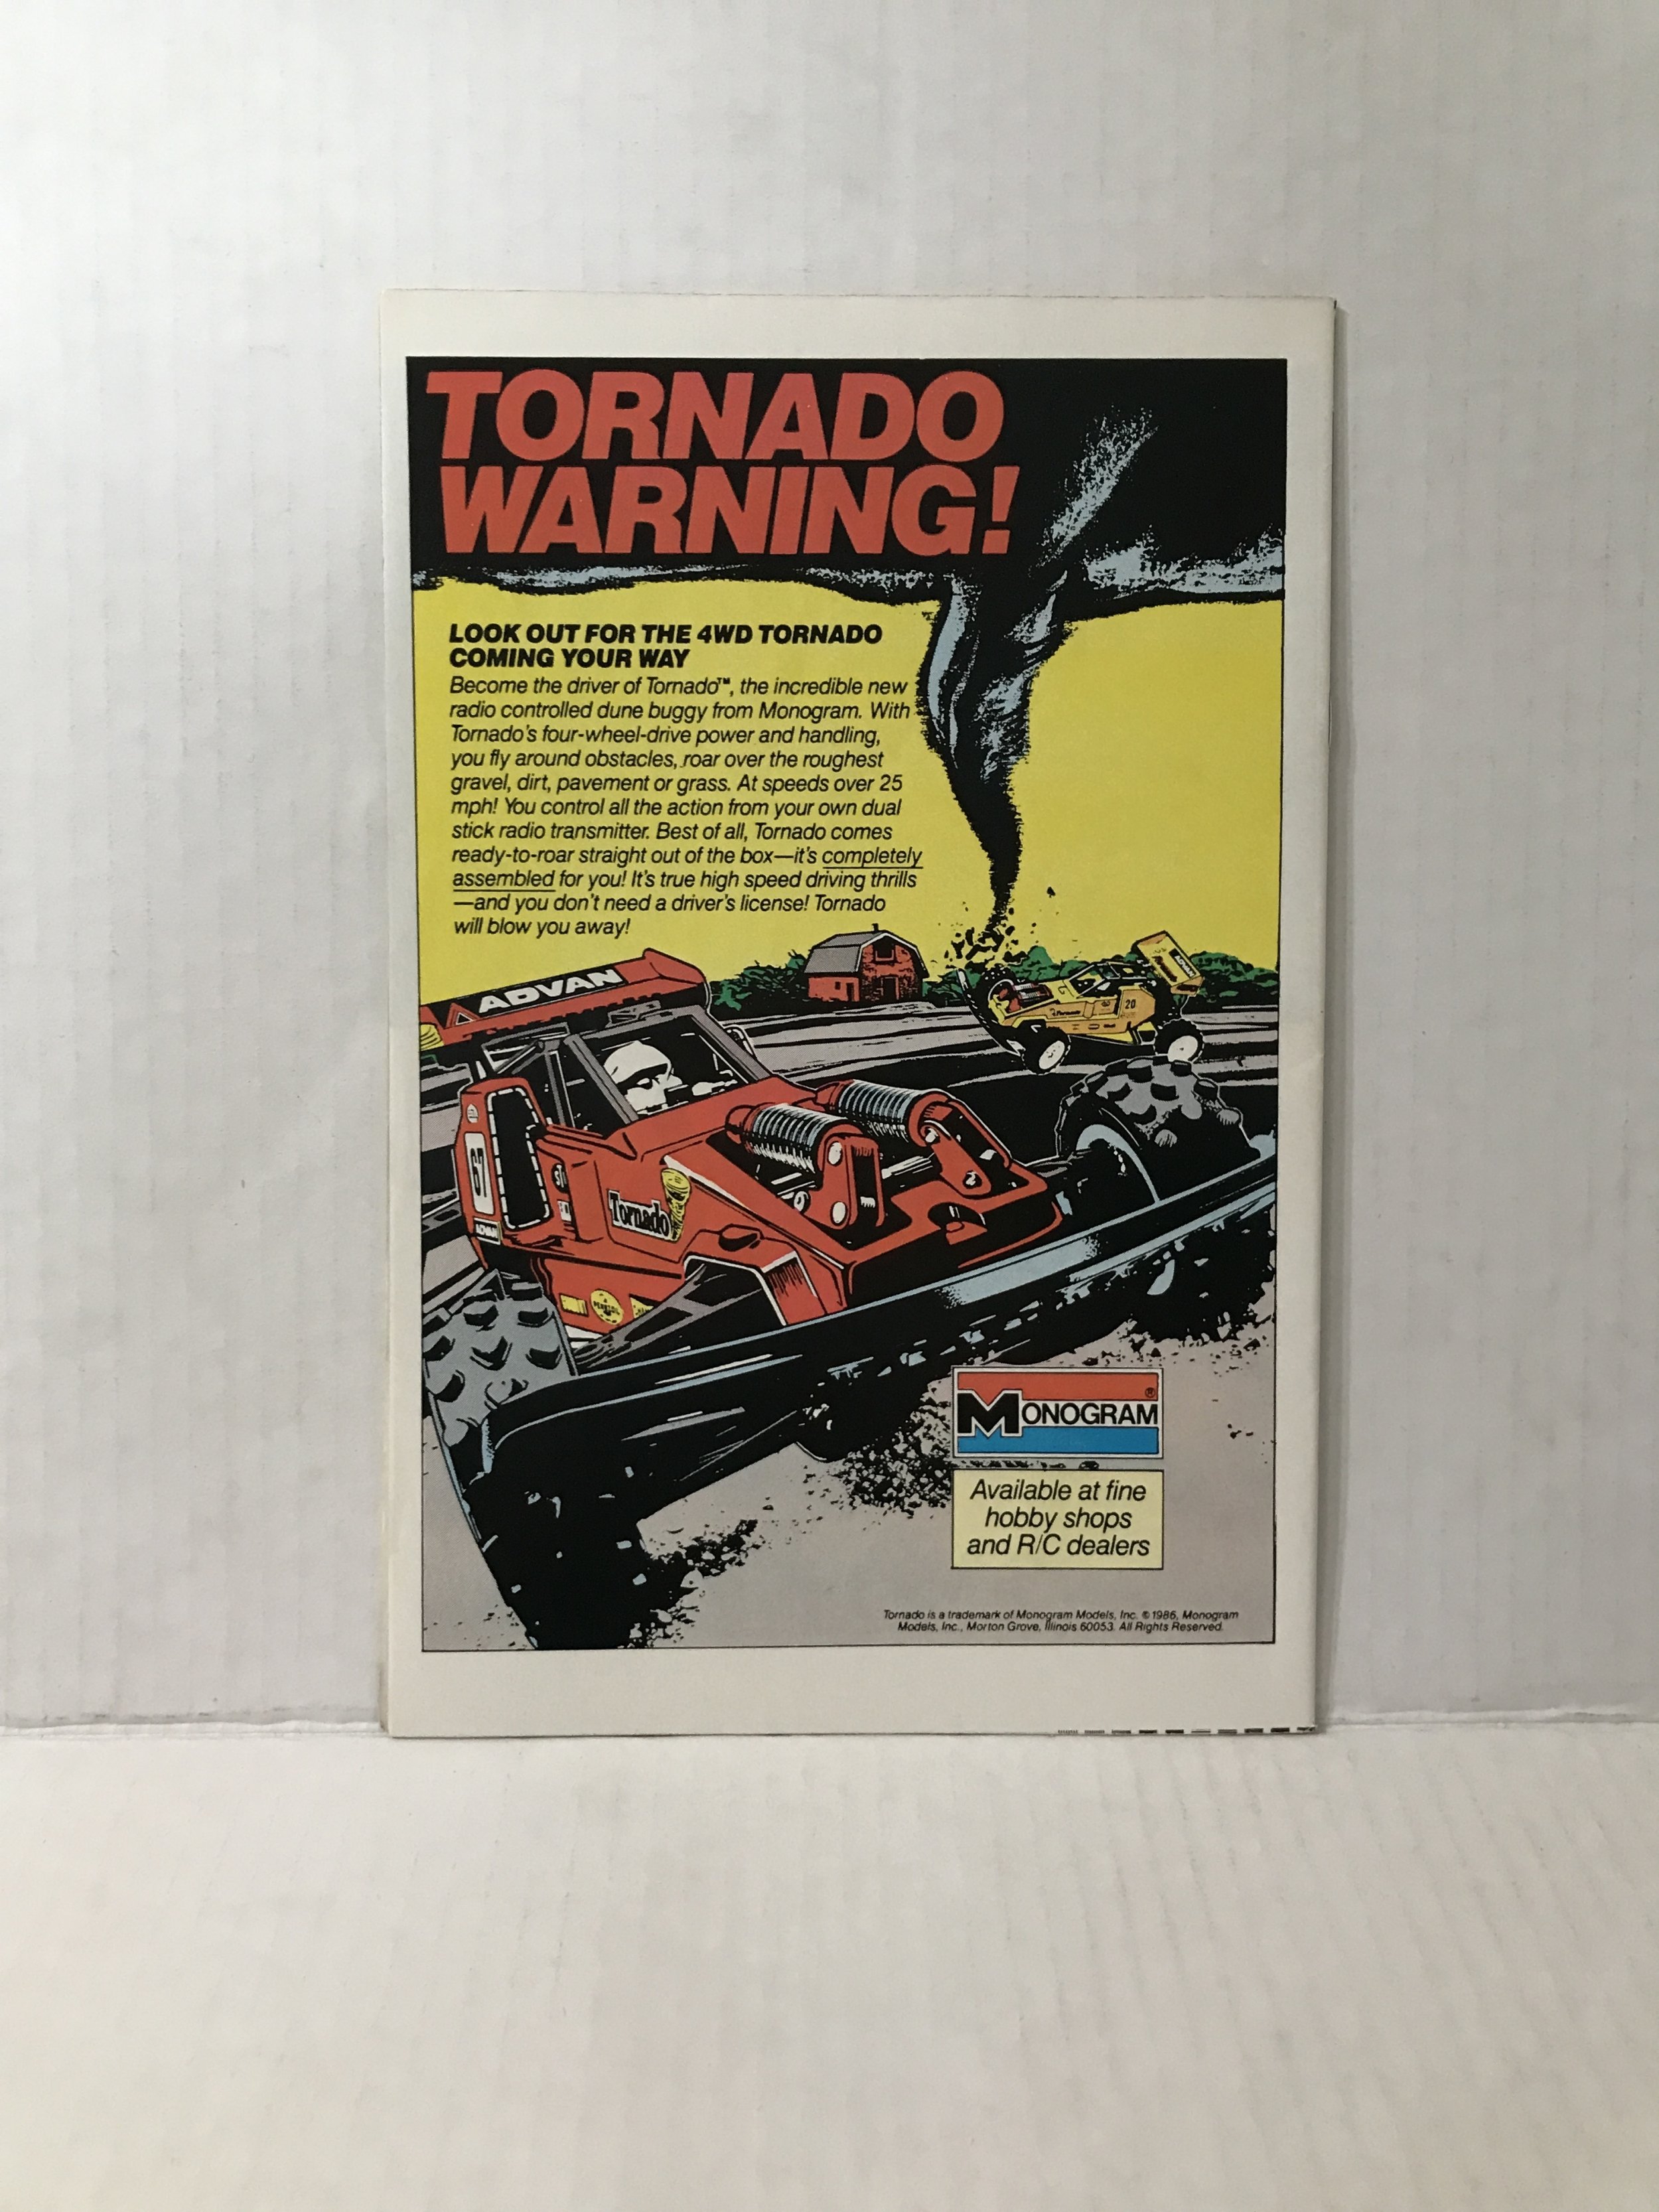 TORNADO
WARNING!
LOOK OUT FOR THE 4WD TORNADO
COMING YOUR WAY
Become the driver of Tornado™, the incredible new
radio controlled dune buggy from Monogram. With
Tornado's four-wheel-drive power and handling,
you fly around obstacles, roar over the roughest
gravel, dirt, pavement or grass. At speeds over 25
mph! You control all the action from your own dual
stick radio transmitter. Best of all, Tornado comes
ready-to-roar straight out of the box—it's completely
assembled for you! It's true high speed driving thrills
—and you don't need a driver's license! Tornado
will blow you away!
ADVAN
20
67
Tornado
MONOGRAM®
Available at fine
hobby shops
and R/C dealers
Tornado is a trademark of Monogram Models, Inc. © 1986, Monogram
Models, Inc., Morton Grove, Illinois 60053. All Rights Reserved.